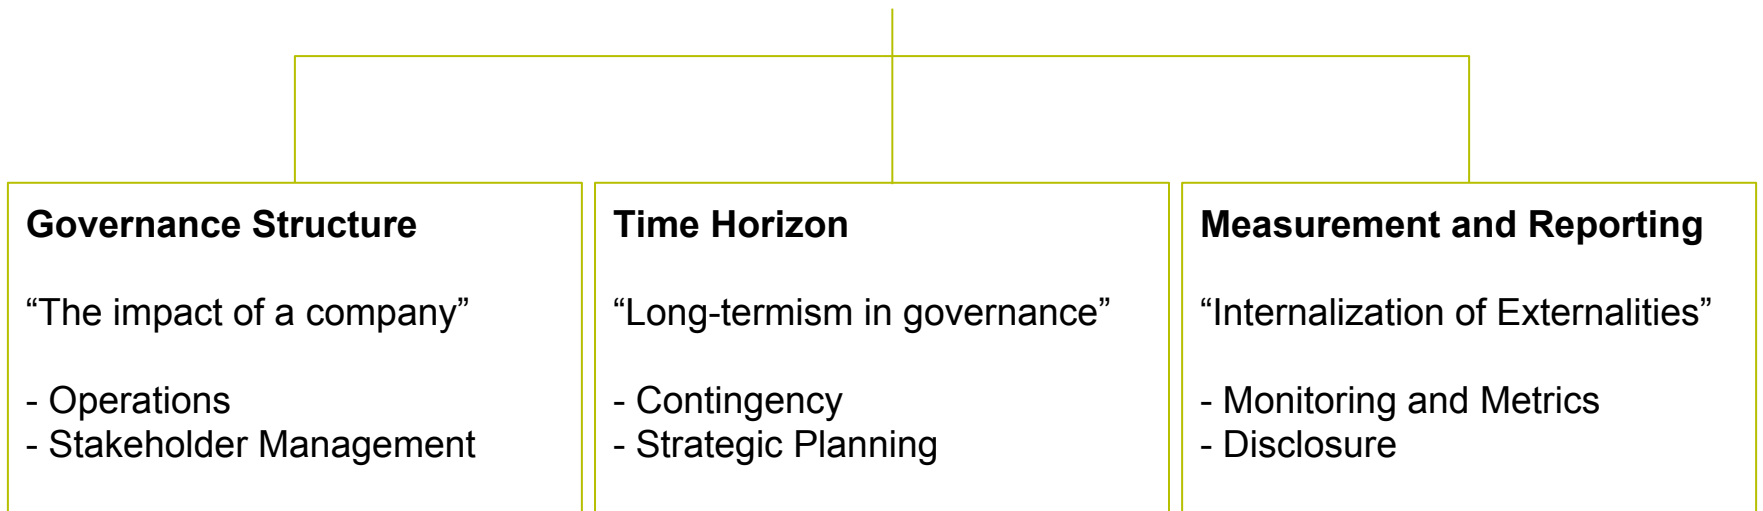 Governance Structure
“The impact of a company”
- Operations
- Stakeholder Management
Time Horizon
“Long-termism in governance”
- Contingency
- Strategic Planning
Measurement and Reporting
“Internalization of Externalities”
- Monitoring and Metrics
- Disclosure